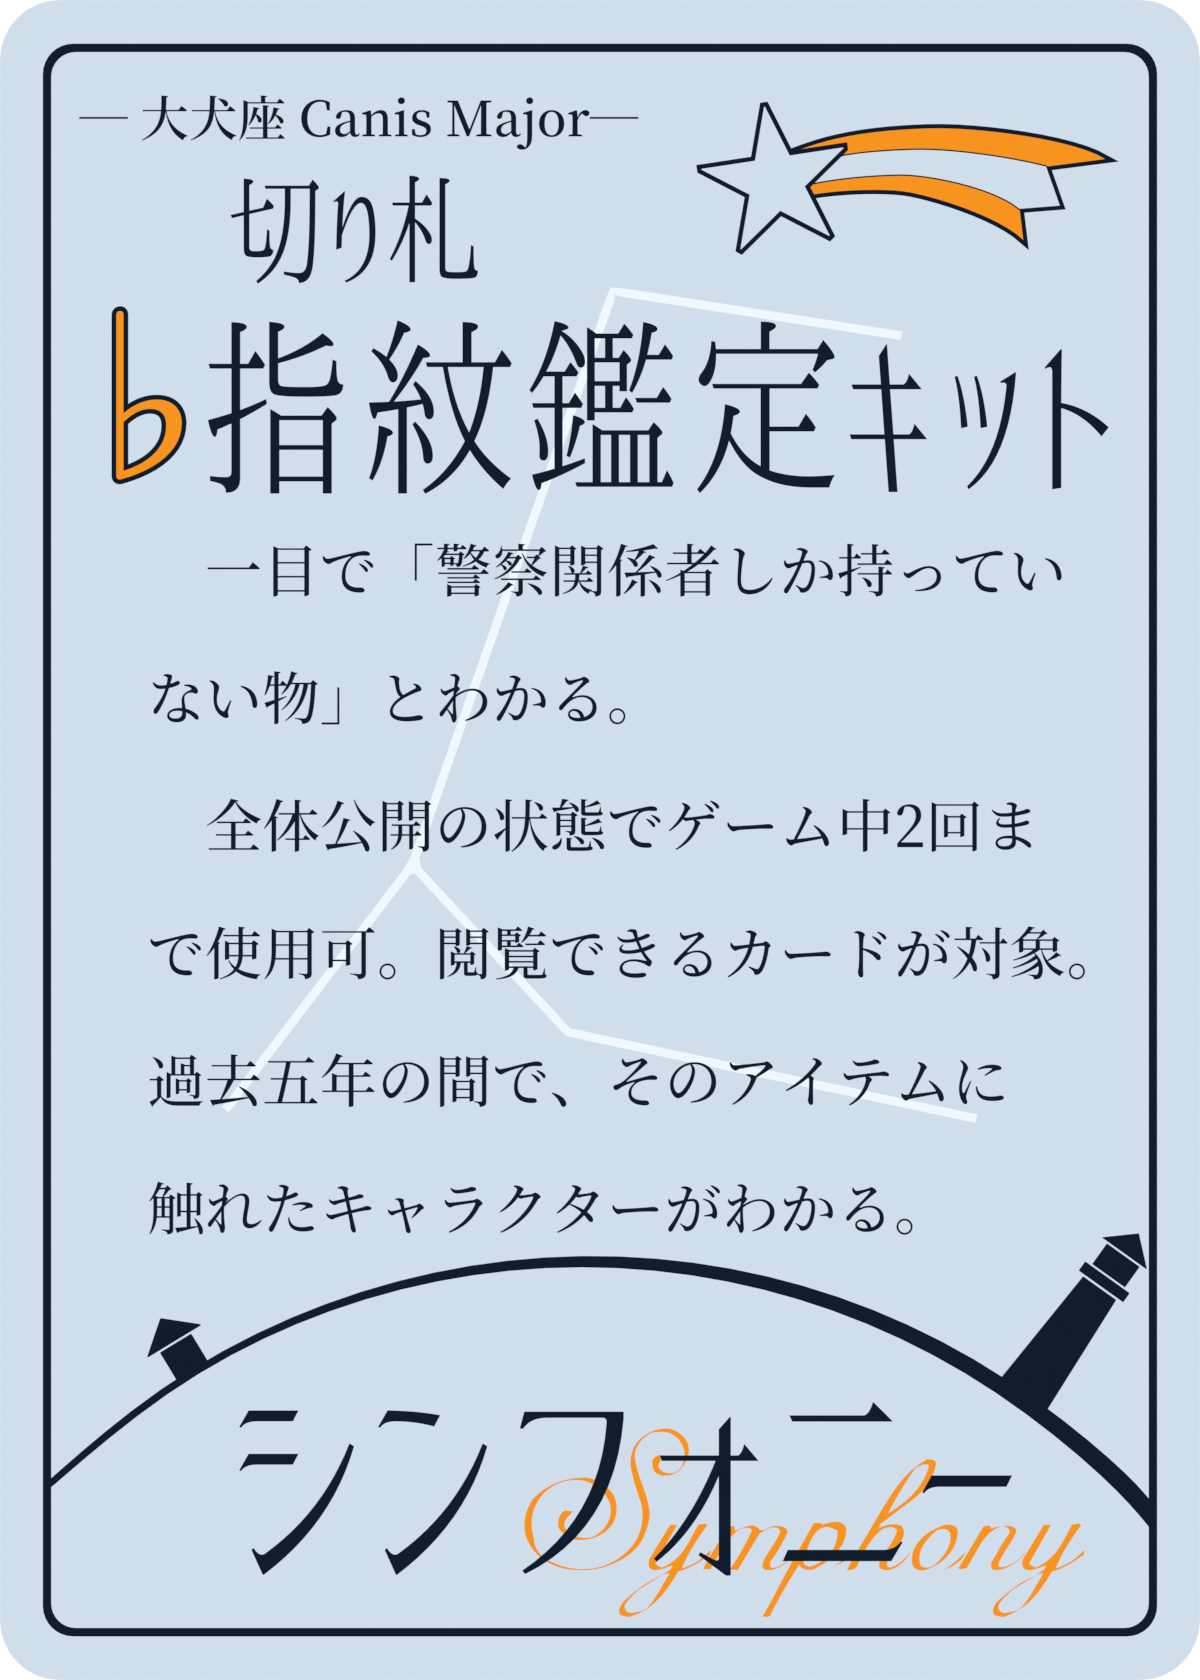 — 大犬座 Canis Major—
切り札
♭指紋鑑定キット
一目で「警察関係者しか持ってい
ない物」とわかる。
全体公開の状態でゲーム中2回ま
で使用可。閲覧できるカードが対象。
過去五年の間で、そのアイテムに
触れたキャラクターがわかる。
シンフォニー
Symphony